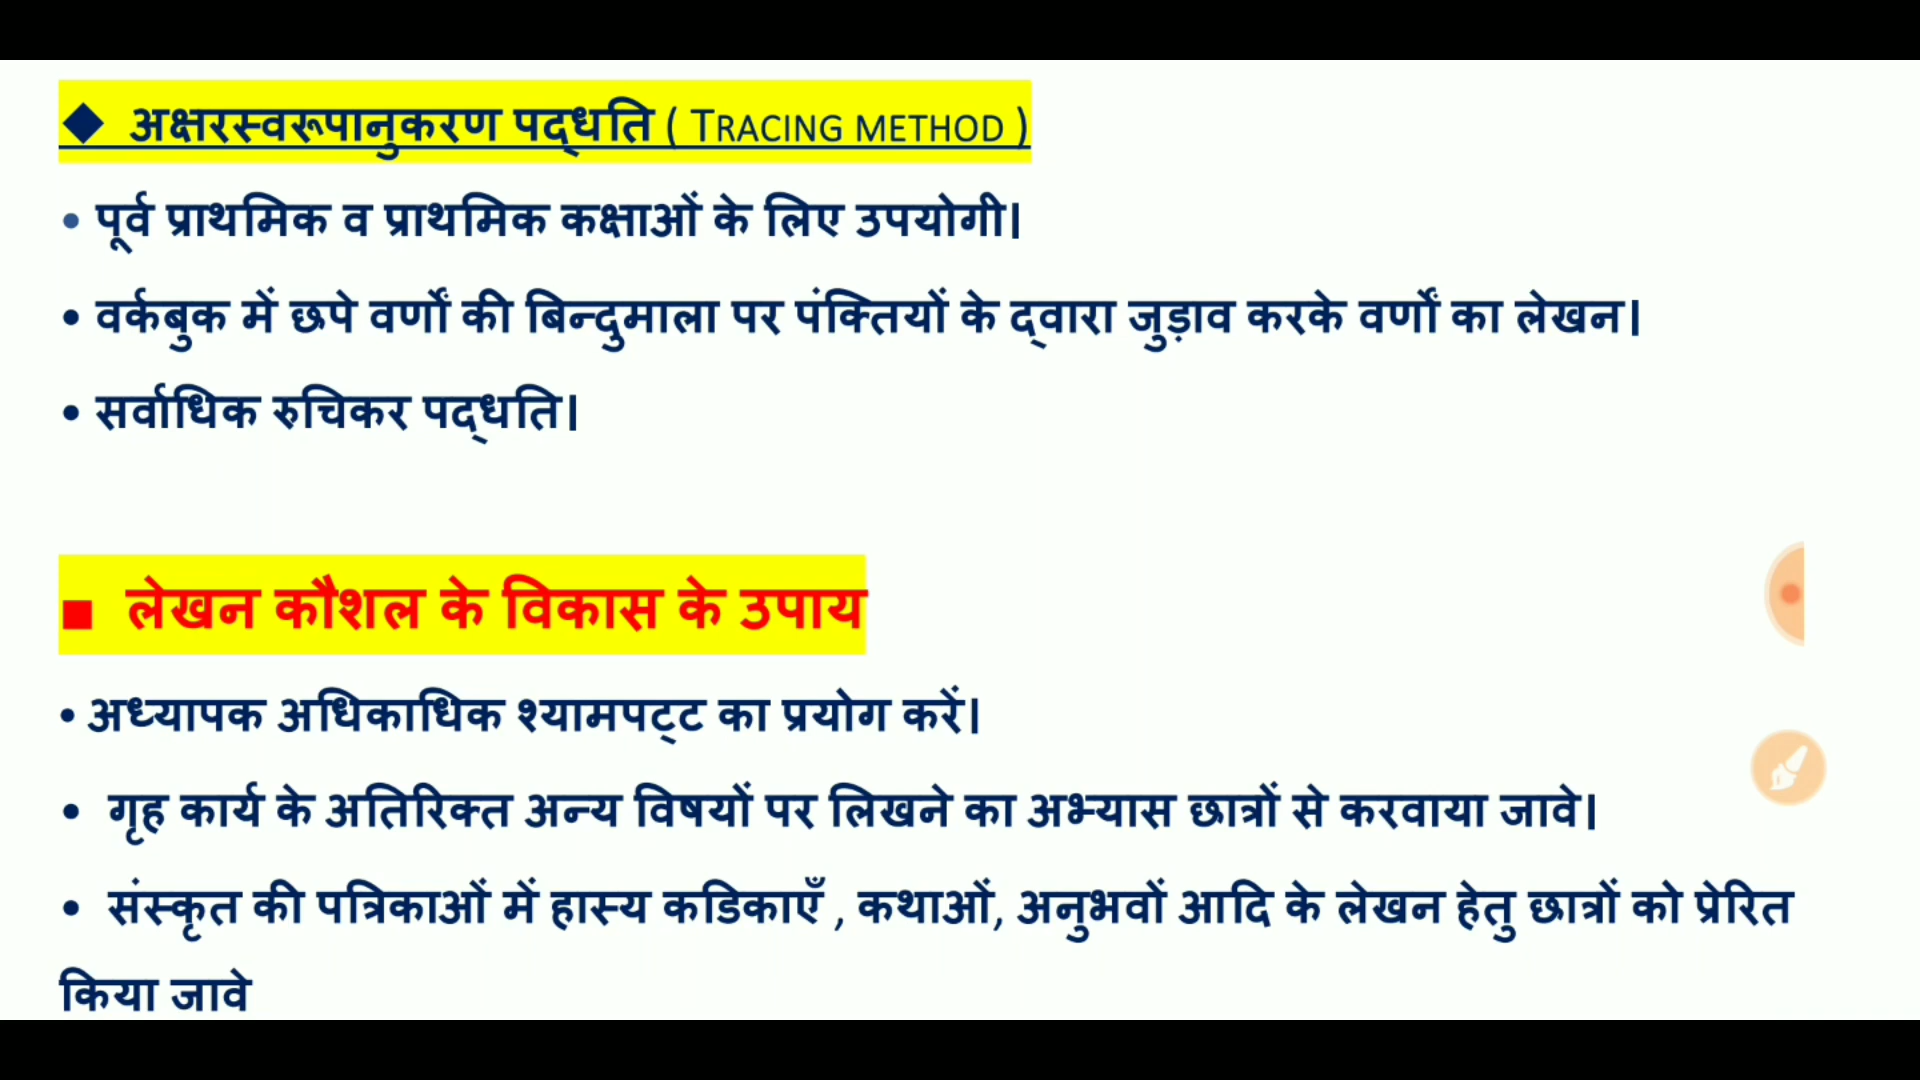 ◆ अक्षरस्वरूपानुकरण पद्धति ( TRACING METHOD )
• पूर्व प्राथमिक व प्राथमिक कक्षाओं के लिए उपयोगी।
• वर्कबुक में छपे वर्णों की बिन्दुमाला पर पंक्तियों के द्वारा जुड़ाव करके वर्णों का लेखन।
• सर्वाधिक रुचिकर पद्धति।
■ लेखन कौशल के विकास के उपाय
• अध्यापक अधिकाधिक श्यामपट्ट का प्रयोग करें।
• गृह कार्य के अतिरिक्त अन्य विषयों पर लिखने का अभ्यास छात्रों से करवाया जावे।
• संस्कृत की पत्रिकाओं में हास्य कडिकाएँ , कथाओं, अनुभवों आदि के लेखन हेतु छात्रों को प्रेरित
किया जावे